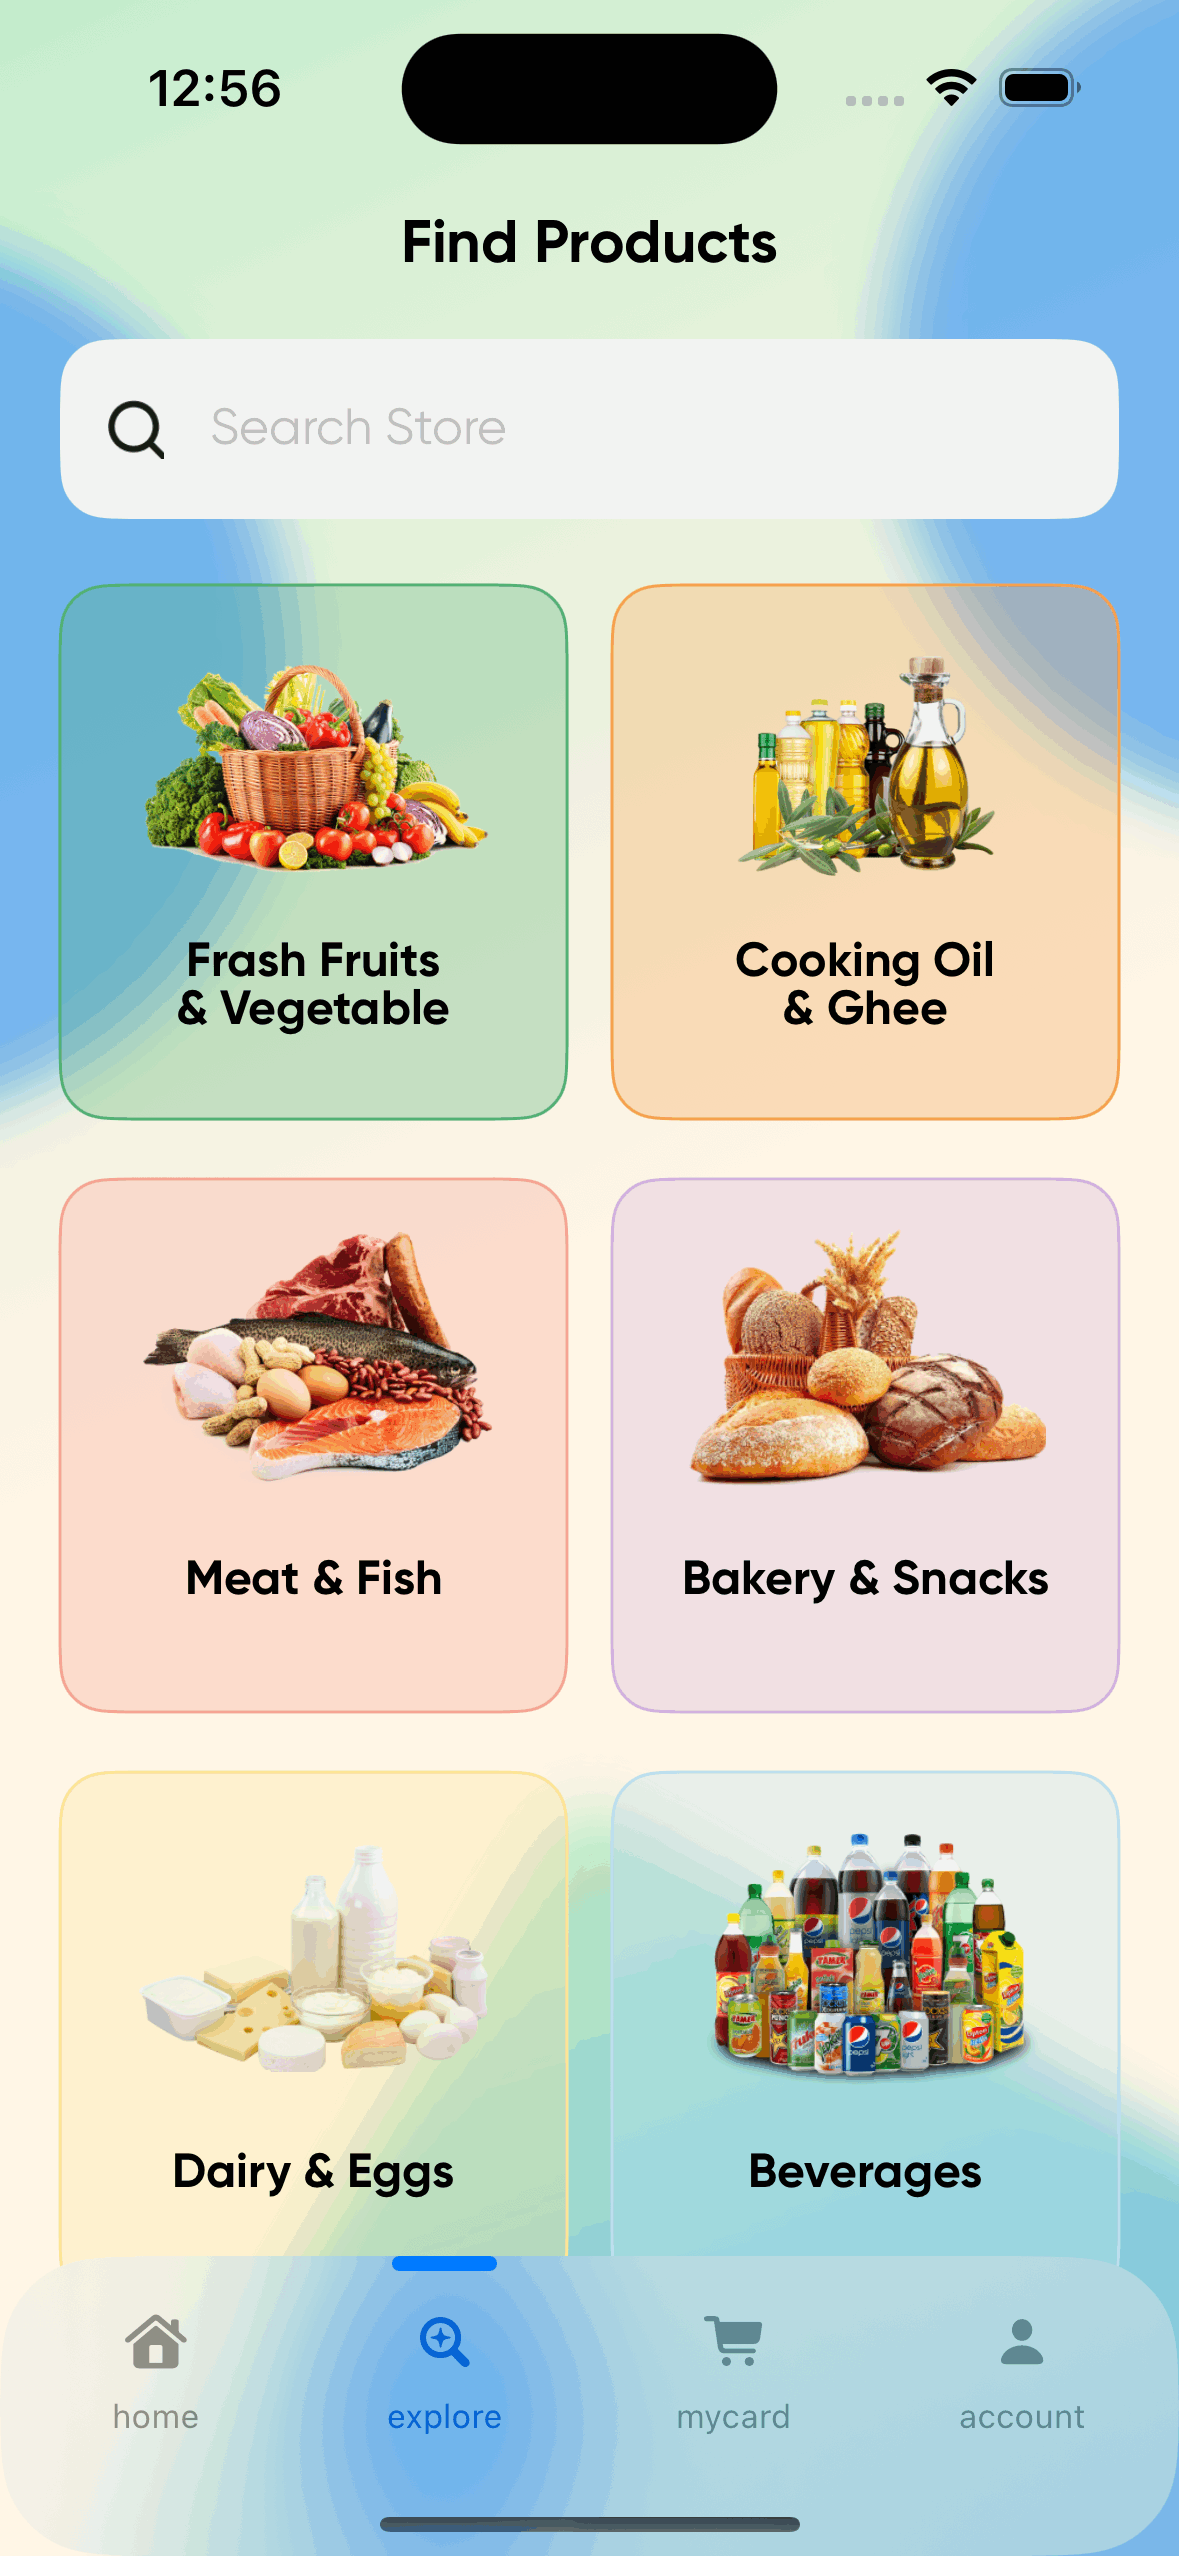 12:56
Find Products
Search Store
Frash Fruits
& Vegetable
Cooking Oil
& Ghee
Meat & Fish
Bakery & Snacks
Dairy & Eggs
Beverages
home
explore
mycard
account